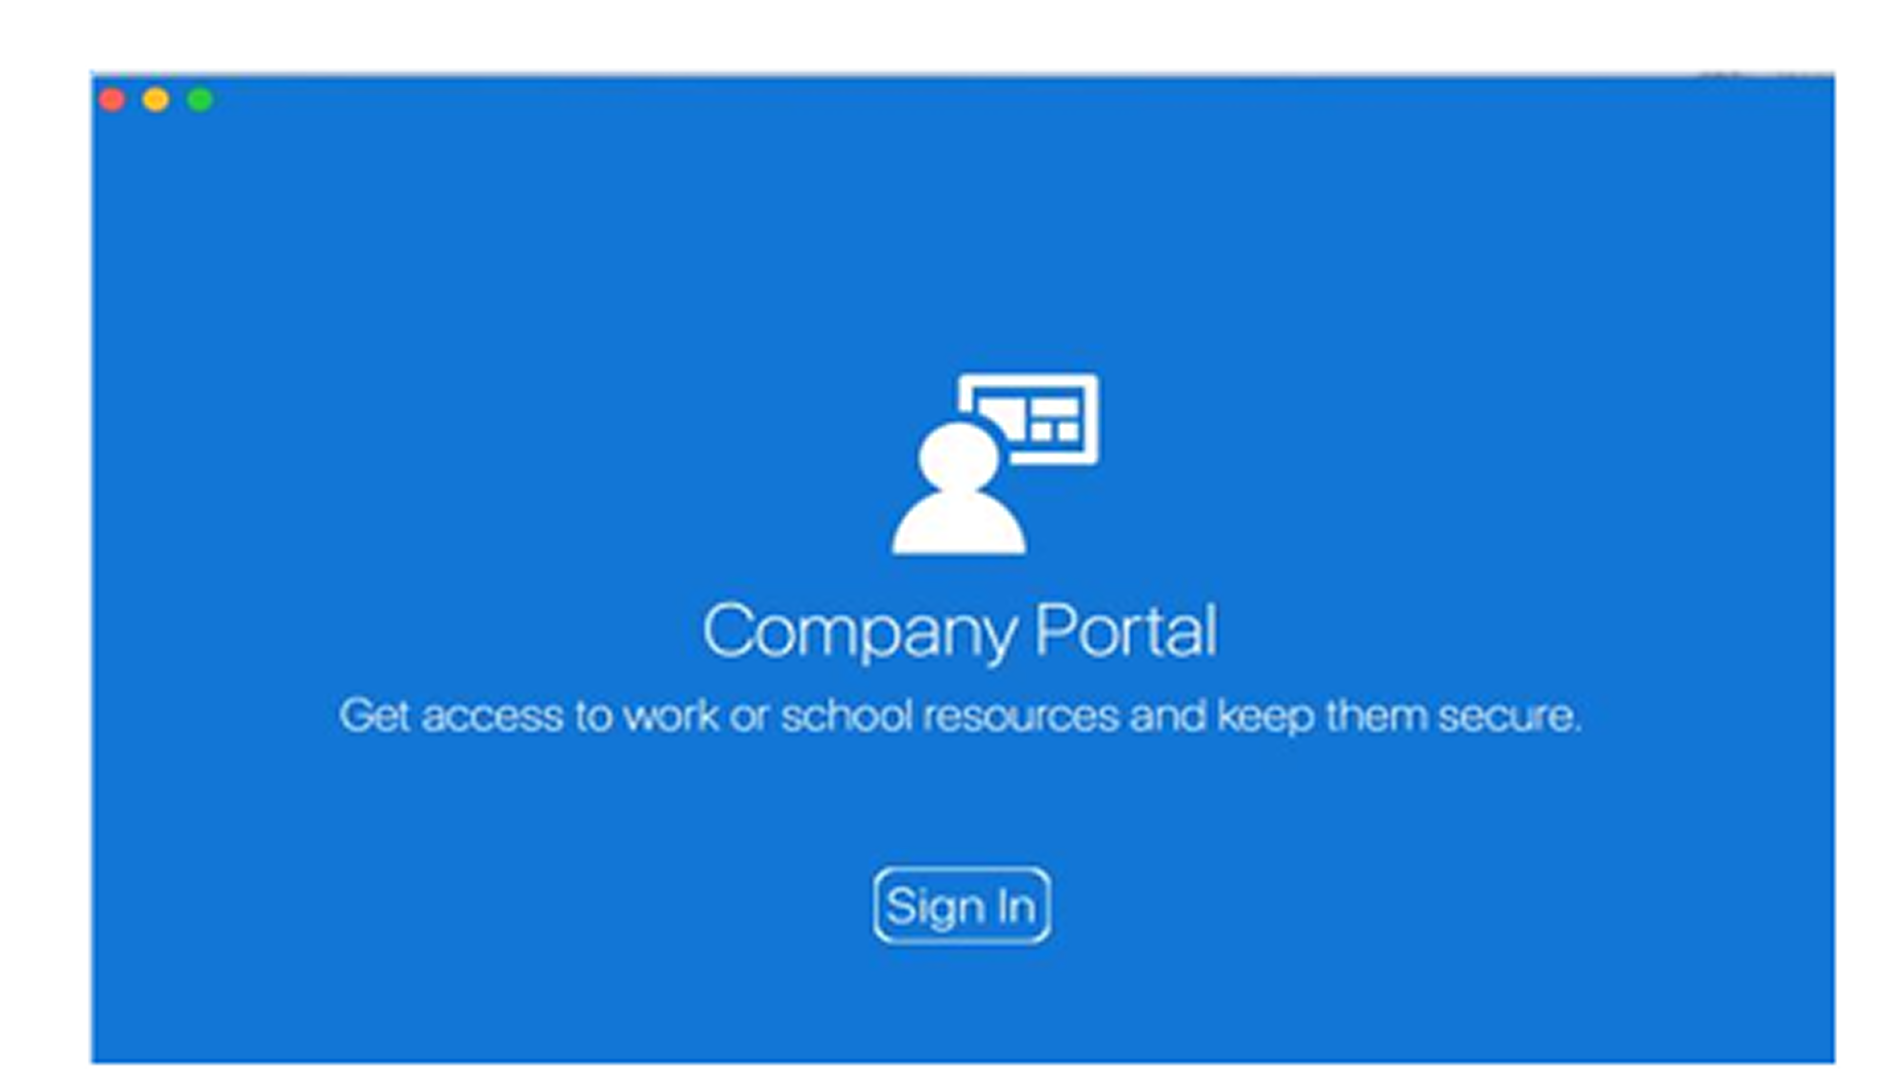 Company Portal
Get access to work or school resources and keep them secure.
Sign In